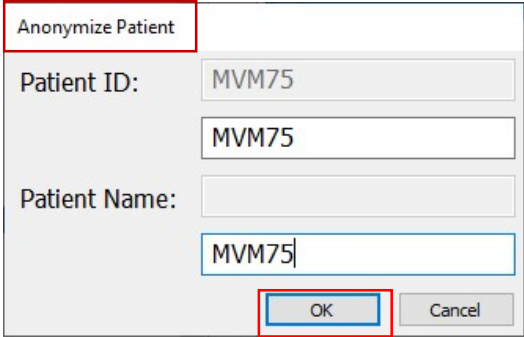 Anonymize Patient
Patient ID: MVM75
MVM75
Patient Name:
MVM75
OK Cancel